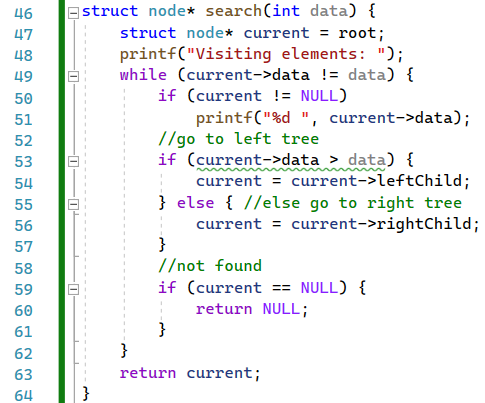 46 struct node* search(int data) {
47     struct node* current = root;
48     printf("Visiting elements: ");
49     while (current->data != data) {
50         if (current != NULL)
51             printf("%d ", current->data);
52         //go to left tree
53         if (current->data > data) {
54             current = current->leftChild;
55         } else { //else go to right tree
56             current = current->rightChild;
57         }
58         //not found
59         if (current == NULL) {
60             return NULL;
61         }
62     }
63     return current;
64 }